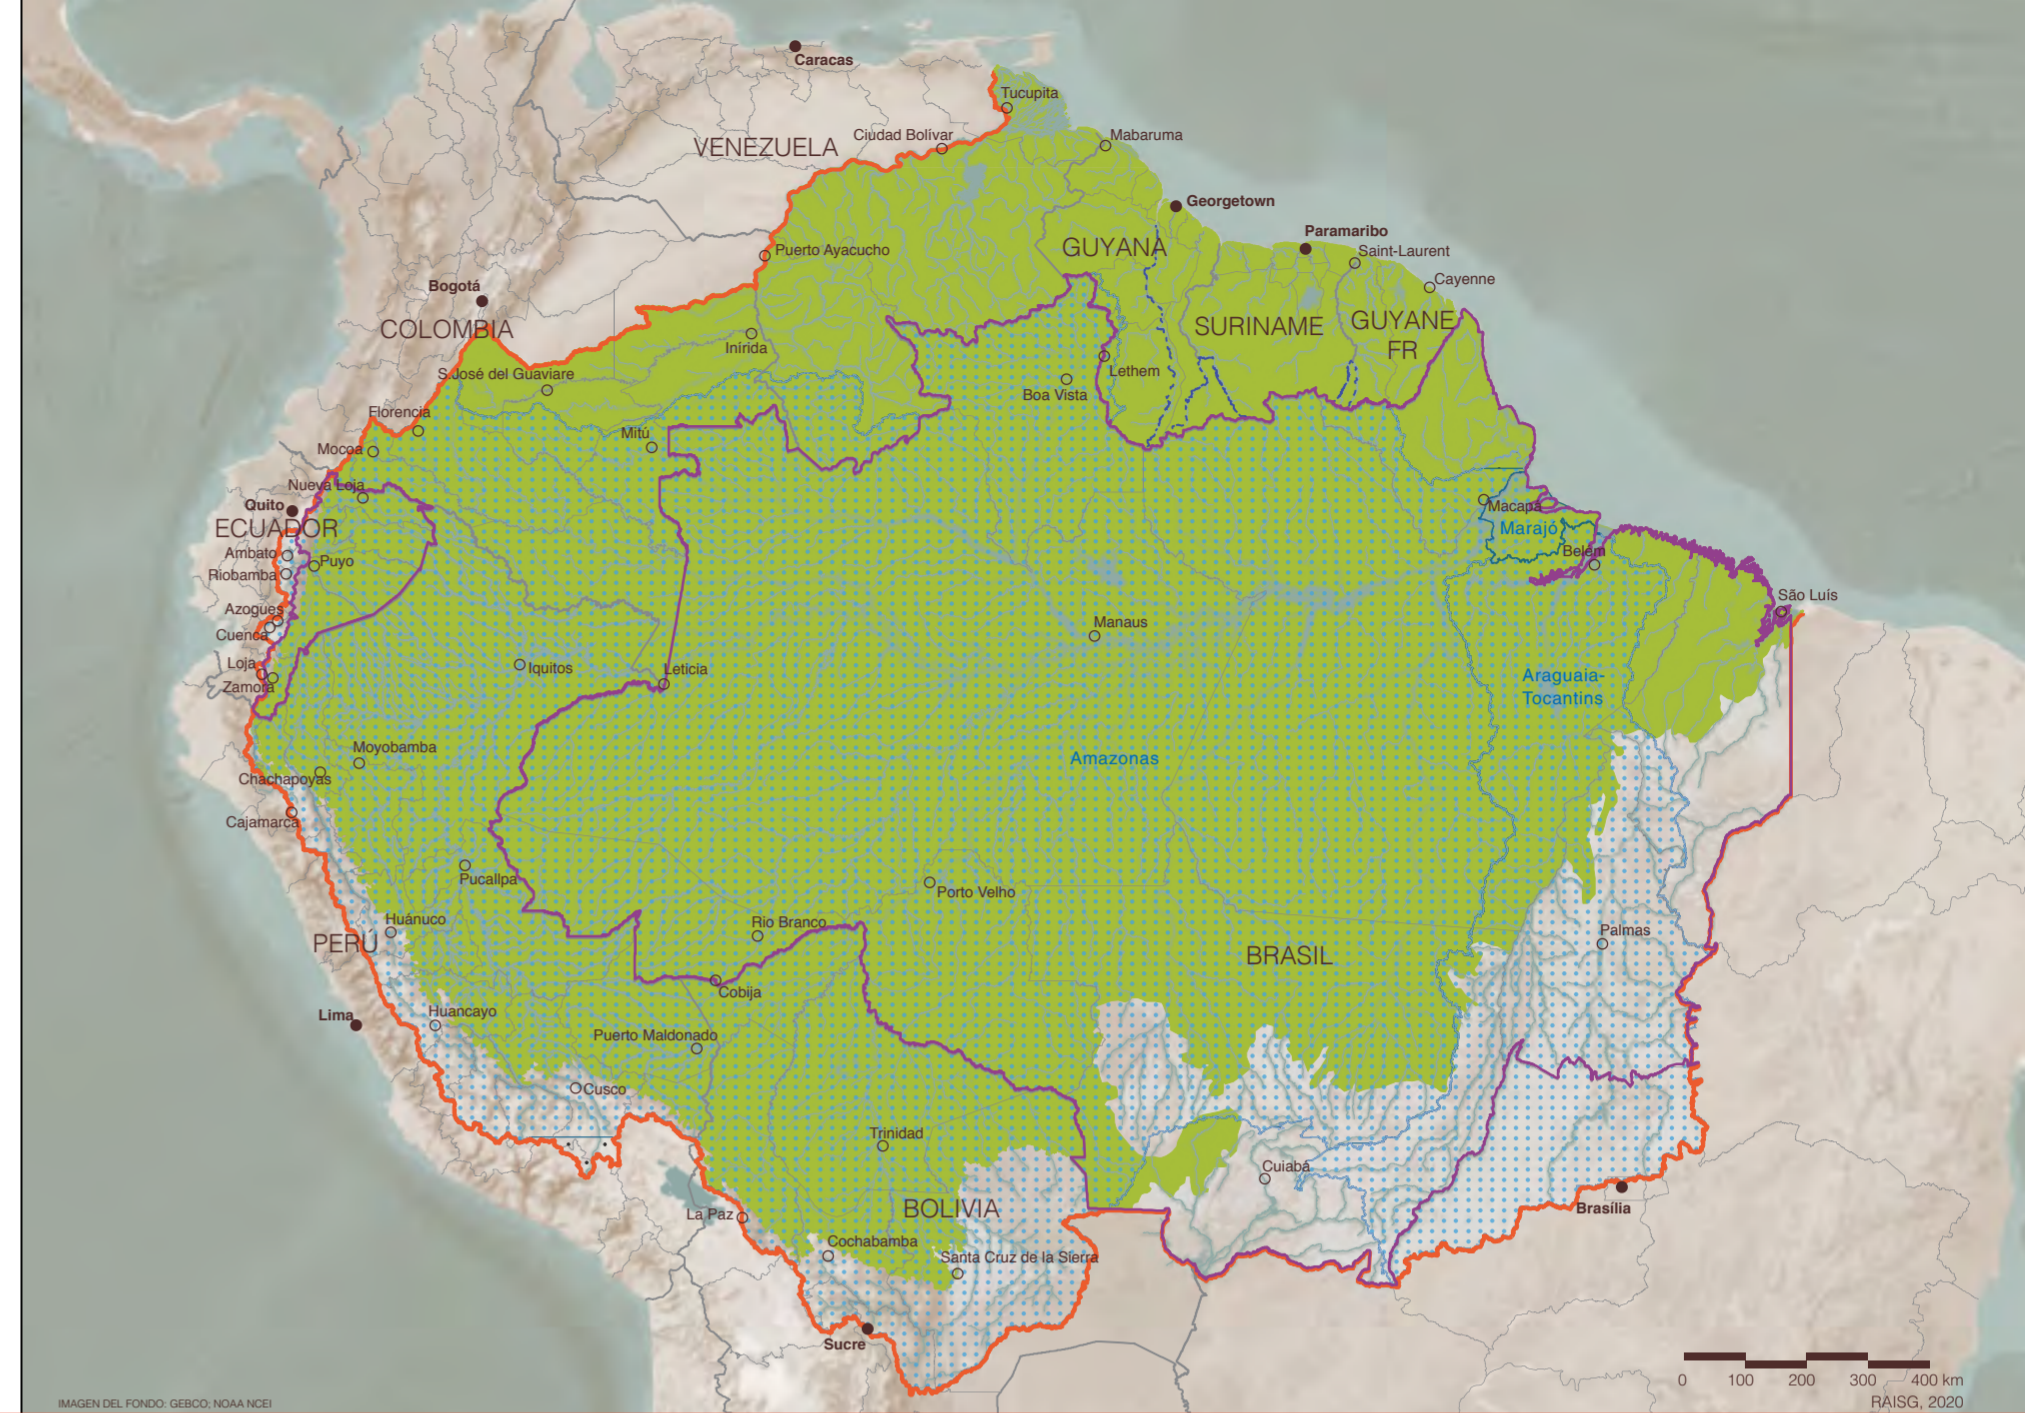 Caracas
Tucupita
VENEZUELA
Ciudad Bolívar
Mabaruma
Georgetown
Paramaribo
GUYANA
Puerto Ayacucho
Saint-Laurent
Cayenne
Bogotá
COLOMBIA
SURINAME
GUYANE
FR
Inírida
S.José del Guaviare
Lethem
Boa Vista
Florencia
Mitú
Mocoa
Nueva Loja
Quito
ECUADOR
Macapá
Marajó
Ambato
Puyo
Belém
Riobamba
Azogues
São Luís
Cuenca
Manaus
Loja
Iquitos
Leticia
Zamora
Araguaia-
Tocantins
Moyobamba
Amazonas
Chachapoyas
Cajamarca
Pucallpa
Porto Velho
Huánuco
Rio Branco
Palmas
PERÚ
BRASIL
Cobija
Lima
Huancayo
Puerto Maldonado
Cusco
Trinidad
Cuiabá
BOLIVIA
La Paz
Brasília
Cochabamba
Santa Cruz de la Sierra
Sucre
0 100 200 300 400 km
RAISG, 2020
IMAGEN DEL FONDO: GEBCO; NOAA NCEI